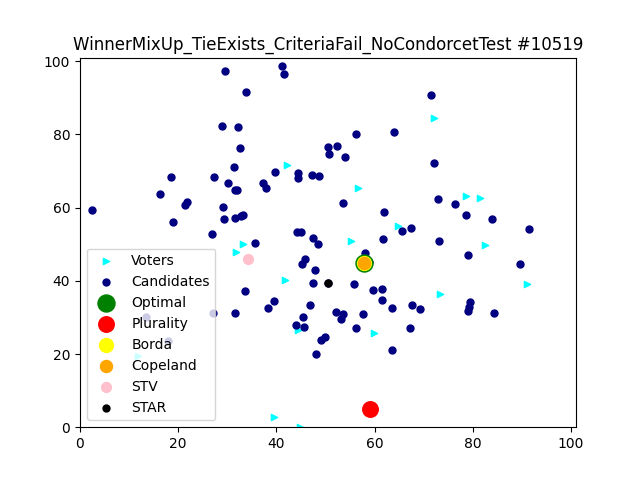 WinnerMixUp_TieExists_CriteriaFail_NoCondorcetTest #10519
100
80
60
40
20
0
Voters
Candidates
Optimal
Plurality
Borda
Copeland
STV
STAR
0 20 40 60 80 100